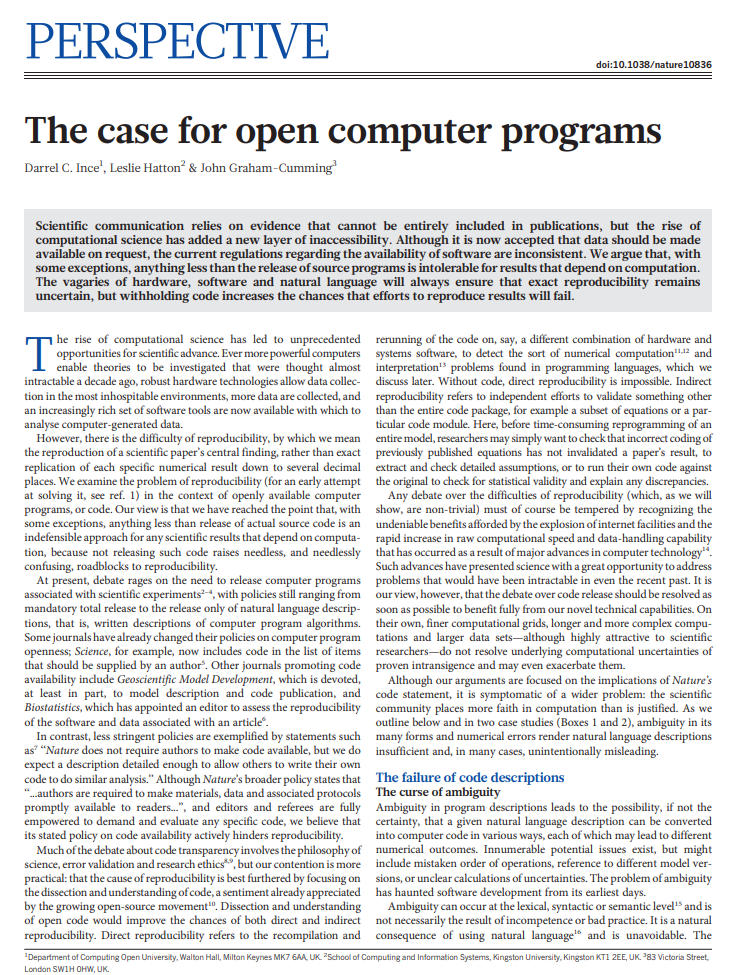 PERSPECTIVE
doi:10.1038/nature10836
The case for open computer programs
Darrel C. Ince1, Leslie Hatton2 & John Graham-Cumming3
Scientific communication relies on evidence that cannot be entirely included in publications, but the rise of
computational science has added a new layer of inaccessibility. Although it is now accepted that data should be made
available on request, the current regulations regarding the availability of software are inconsistent. We argue that, with
some exceptions, anything less than the release of source programs is intolerable for results that depend on computation.
The vagaries of hardware, software and natural language will always ensure that exact reproducibility remains
uncertain, but withholding code increases the chances that efforts to reproduce results will fail.
The rise of computational science has led to unprecedented
opportunities for scientific advance. Ever more powerful computers
enable theories to be investigated that were thought almost
intractable a decade ago, robust hardware technologies allow data collec-
tion in the most inhospitable environments, more data are collected, and
an increasingly rich set of software tools are now available with which to
analyse computer-generated data.
However, there is the difficulty of reproducibility, by which we mean
the reproduction of a scientific paper's central finding, rather than exact
replication of each specific numerical result down to several decimal
places. We examine the problem of reproducibility (for an early attempt
at solving it, see ref. 1) in the context of openly available computer
programs, or code. Our view is that we have reached the point that, with
some exceptions, anything less than release of actual source code is an
indefensible approach for any scientific results that depend on computa-
tion, because not releasing such code raises needless, and needlessly
confusing, roadblocks to reproducibility.
At present, debate rages on the need to release computer programs
associated with scientific experiments2–4, with policies still ranging from
mandatory total release to the release only of natural language descrip-
tions, that is, written descriptions of computer program algorithms.
Some journals have already changed their policies on computer program
openness; Science, for example, now includes code in the list of items
that should be supplied by an author5. Other journals promoting code
availability include Geoscientific Model Development, which is devoted,
at least in part, to model description and code publication, and
Biostatistics, which has appointed an editor to assess the reproducibility
of the software and data associated with an article6.
In contrast, less stringent policies are exemplified by statements such
as7 “Nature does not require authors to make code available, but we do
expect a description detailed enough to allow others to write their own
code to do similar analysis.” Although Nature's broader policy states that
“...authors are required to make materials, data and associated protocols
promptly available to readers...”, and editors and referees are fully
empowered to demand and evaluate any specific code, we believe that
its stated policy on code availability actively hinders reproducibility.
Much of the debate about code transparency involves the philosophy of
science, error validation and research ethics8,9, but our contention is more
practical: that the cause of reproducibility is best furthered by focusing on
the dissection and understanding of code, a sentiment already appreciated
by the growing open-source movement10. Dissection and understanding
of open code would improve the chances of both direct and indirect
reproducibility. Direct reproducibility refers to the recompilation and
rerunning of the code on, say, a different combination of hardware and
systems software, to detect the sort of numerical computation11,12 and
interpretation13 problems found in programming languages, which we
discuss later. Without code, direct reproducibility is impossible. Indirect
reproducibility refers to independent efforts to validate something other
than the entire code package, for example a subset of equations or a par-
ticular code module. Here, before time-consuming reprogramming of an
entire model, researchers may simply want to check that incorrect coding of
previously published equations has not invalidated a paper's result, to
extract and check detailed assumptions, or to run their own code against
the original to check for statistical validity and explain any discrepancies.
Any debate over the difficulties of reproducibility (which, as we will
show, are non-trivial) must of course be tempered by recognizing the
undeniable benefits afforded by the explosion of internet facilities and the
rapid increase in raw computational speed and data-handling capability
that has occurred as a result of major advances in computer technology14.
Such advances have presented science with a great opportunity to address
problems that would have been intractable in even the recent past. It is
our view, however, that the debate over code release should be resolved as
soon as possible to benefit fully from our novel technical capabilities. On
their own, finer computational grids, longer and more complex compu-
tations and larger data sets—although highly attractive to scientific
researchers—do not resolve underlying computational uncertainties of
proven intransigence and may even exacerbate them.
Although our arguments are focused on the implications of Nature's
code statement, it is symptomatic of a wider problem: the scientific
community places more faith in computation than is justified. As we
outline below and in two case studies (Boxes 1 and 2), ambiguity in its
many forms and numerical errors render natural language descriptions
insufficient and, in many cases, unintentionally misleading.
The failure of code descriptions
The curse of ambiguity
Ambiguity in program descriptions leads to the possibility, if not the
certainty, that a given natural language description can be converted
into computer code in various ways, each of which may lead to different
numerical outcomes. Innumerable potential issues exist, but might
include mistaken order of operations, reference to different model ver-
sions, or unclear calculations of uncertainties. The problem of ambiguity
has haunted software development from its earliest days.
Ambiguity can occur at the lexical, syntactic or semantic level15 and is
not necessarily the result of incompetence or bad practice. It is a natural
consequence of using natural language16 and is unavoidable. The
1Department of Computing Open University, Walton Hall, Milton Keynes MK7 6AA, UK. 2School of Computing and Information Systems, Kingston University, Kingston KT1 2EE, UK. 383 Victoria Street,
London SW1H 0HW, UK.